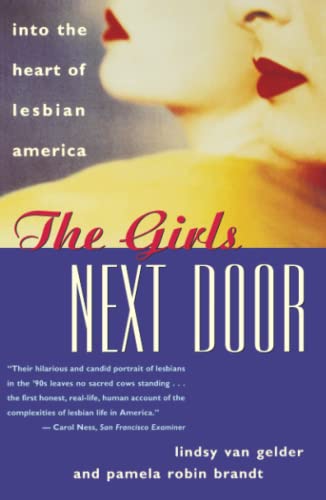 into the
heart of
lesbian
america
The Girls
NEXT DOOR
"Their hilarious and candid portrait of lesbians
in the '90s leaves no sacred cows standing . . .
the first honest, real-life, human account of the
complexities of lesbian life in America."
— Carol Ness, San Francisco Examiner
lindsy van gelder
and pamela robin brandt